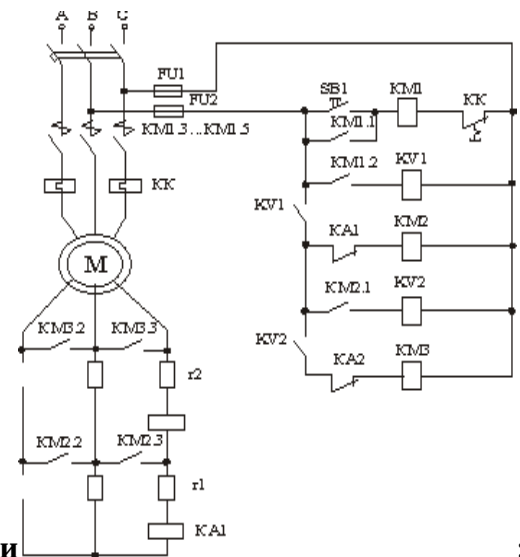 A B C
FU1
FU2
SB1
KM1
KK
KM1.1
KM1.3...KM1.5
KM1.2
KV1
KK
KV1
KA1
KM2
M
KM2.1
KV2
KM3.2
KM3.3
KV2
KA2
KM3
r2
KM2.2
KM2.3
r1
KA1
и